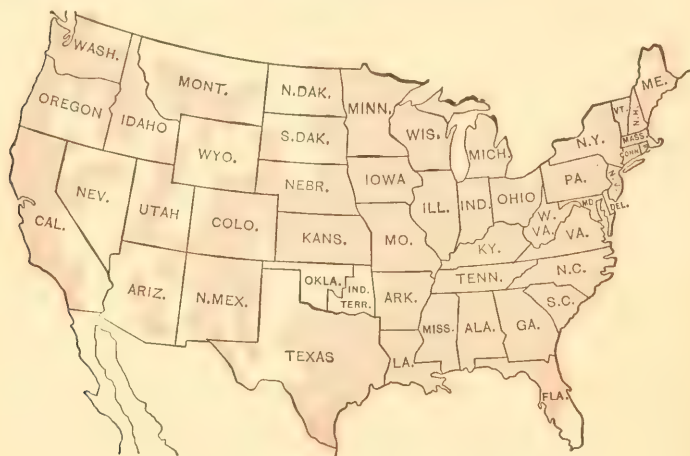 WASH.
MONT.
N.DAK.
MINN.
ME.
VT.
N.H.
OREGON
IDAHO
S.DAK.
WIS.
MICH.
N.Y.
MASS.
WYO.
NEBR.
IOWA
PA.
NEV.
UTAH
COLO.
ILL.
IND.
OHIO
MD.
DEL.
W.
VA.
VA.
CAL.
KANS.
MO.
KY.
ARIZ.
N.MEX.
OKLA.
IND.
TERR.
ARK.
TENN.
N.C.
S.C.
TEXAS
LA.
MISS.
ALA.
GA.
FLA.